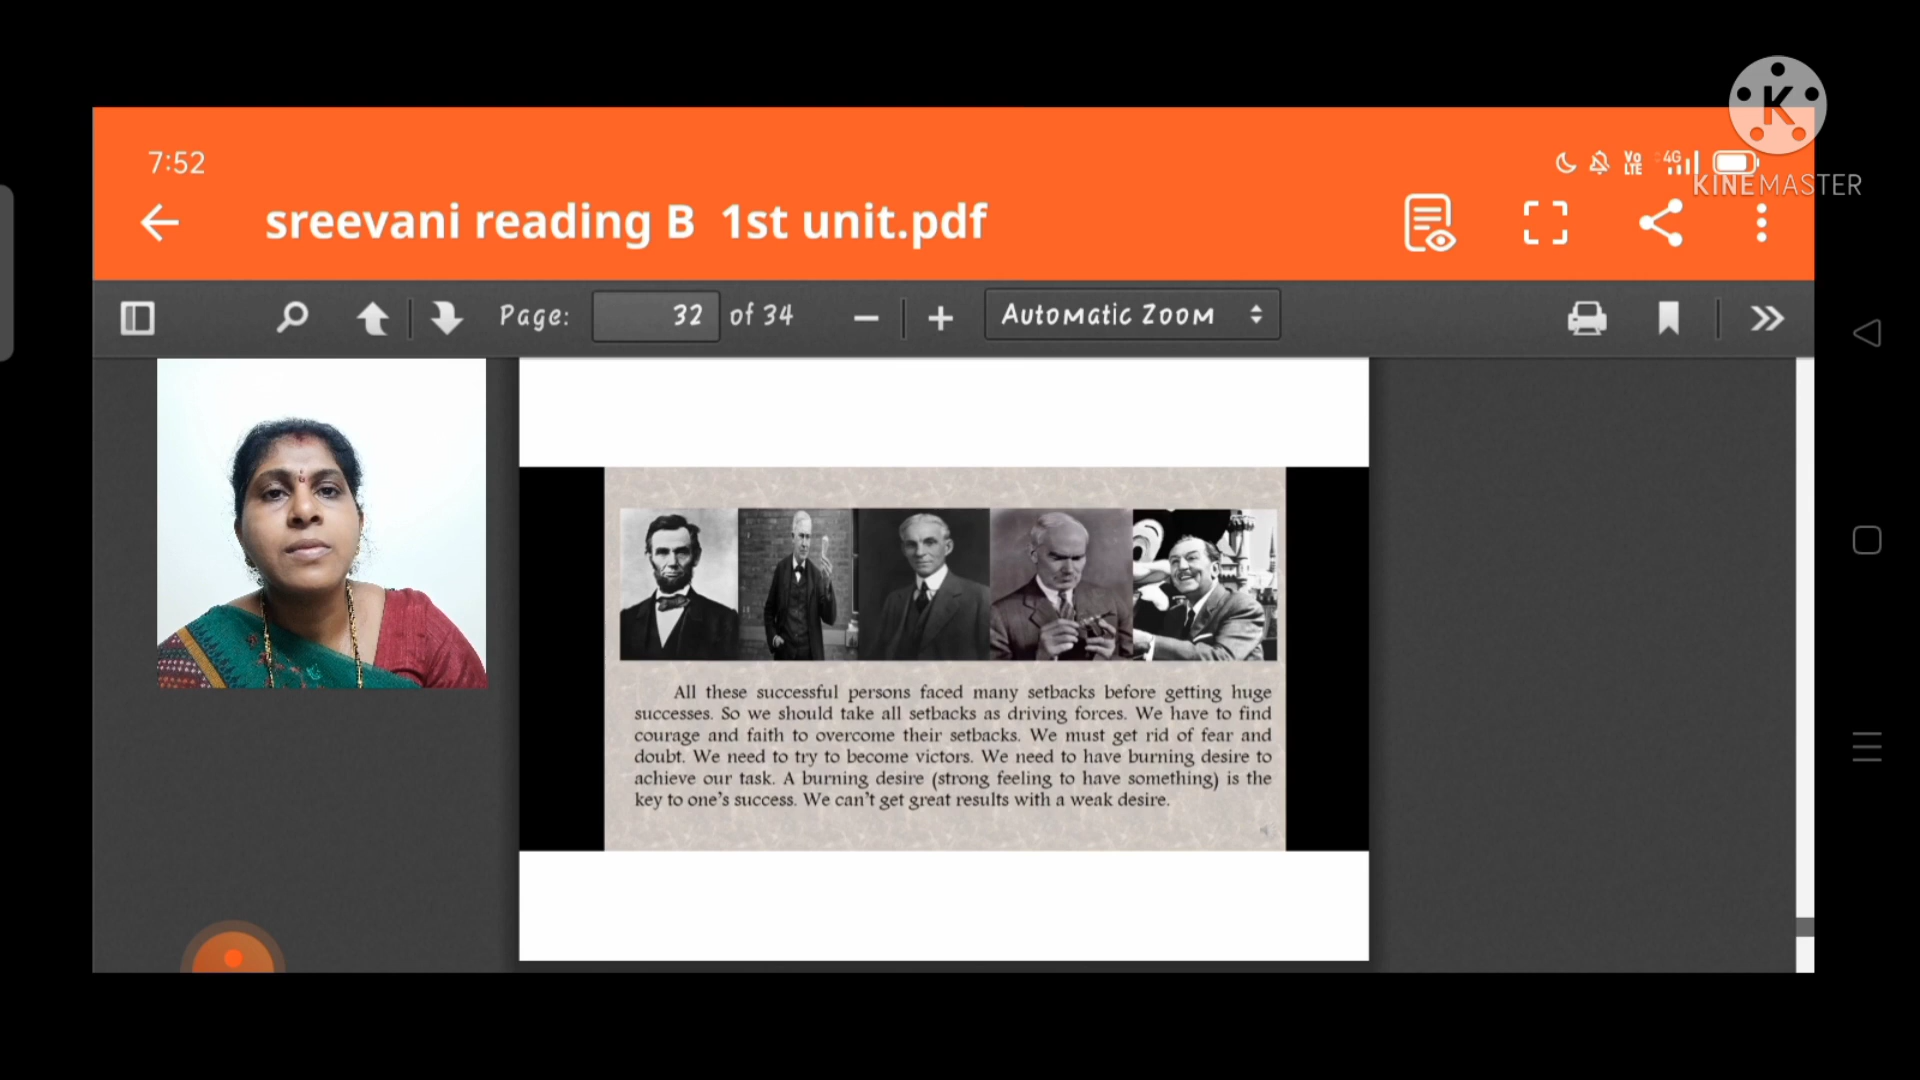 7:52
Vo LTE
4G
KINEMASTER
sreevani reading B 1st unit.pdf
Page: 32 of 34
Automatic Zoom
All these successful persons faced many setbacks before getting huge
successes. So we should take all setbacks as driving forces. We have to find
courage and faith to overcome their setbacks. We must get rid of fear and
doubt. We need to try to become victors. We need to have burning desire to
achieve our task. A burning desire (strong feeling to have something) is the
key to one's success. We can't get great results with a weak desire.